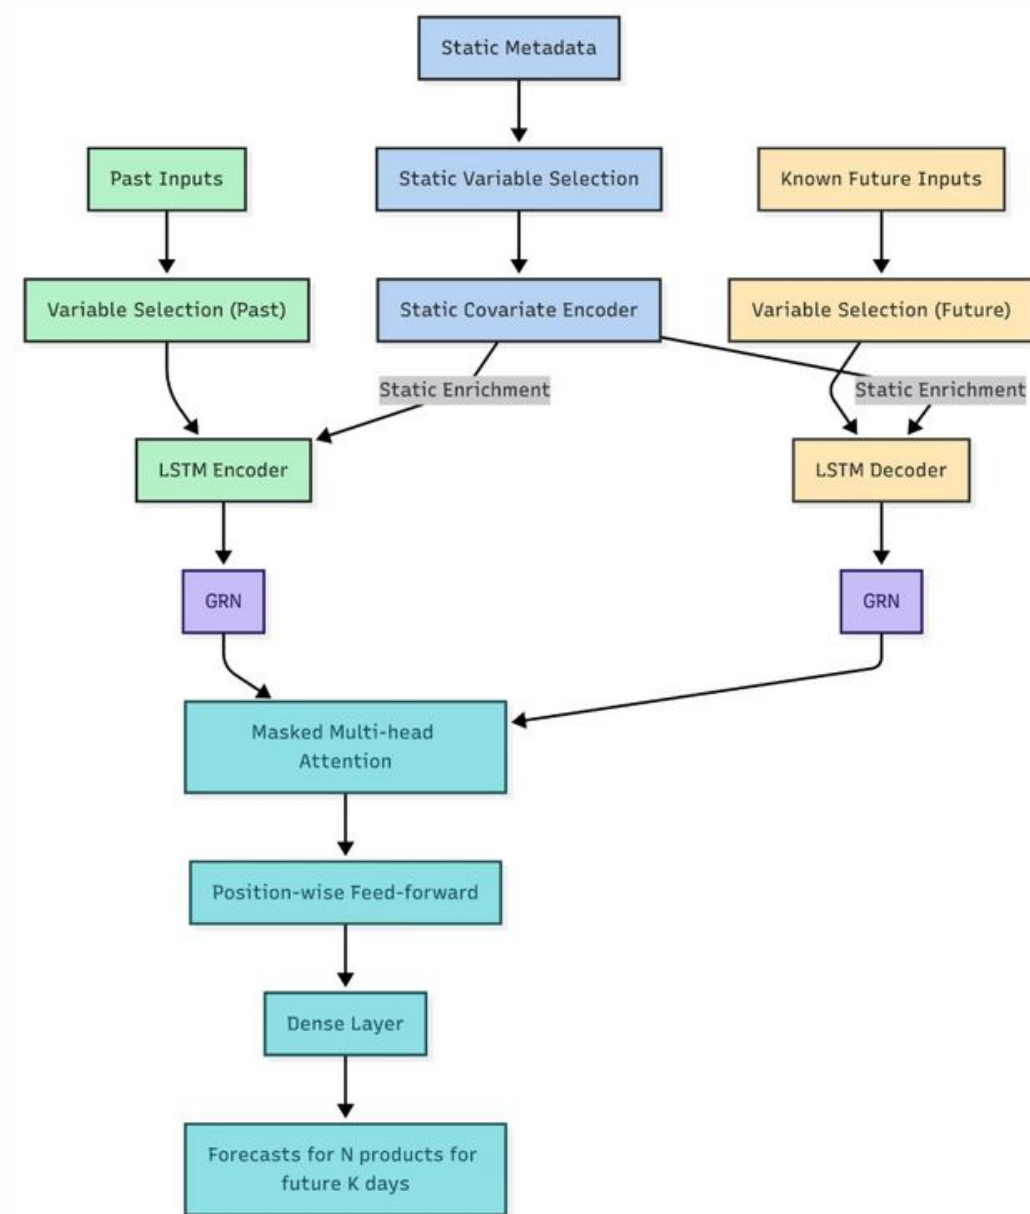 Static Metadata
Past Inputs
Static Variable Selection
Known Future Inputs
Variable Selection (Past)
Static Covariate Encoder
Variable Selection (Future)
Static Enrichment
Static Enrichment
LSTM Encoder
LSTM Decoder
GRN
GRN
Masked Multi-head
Attention
Position-wise Feed-forward
Dense Layer
Forecasts for N products for
future K days